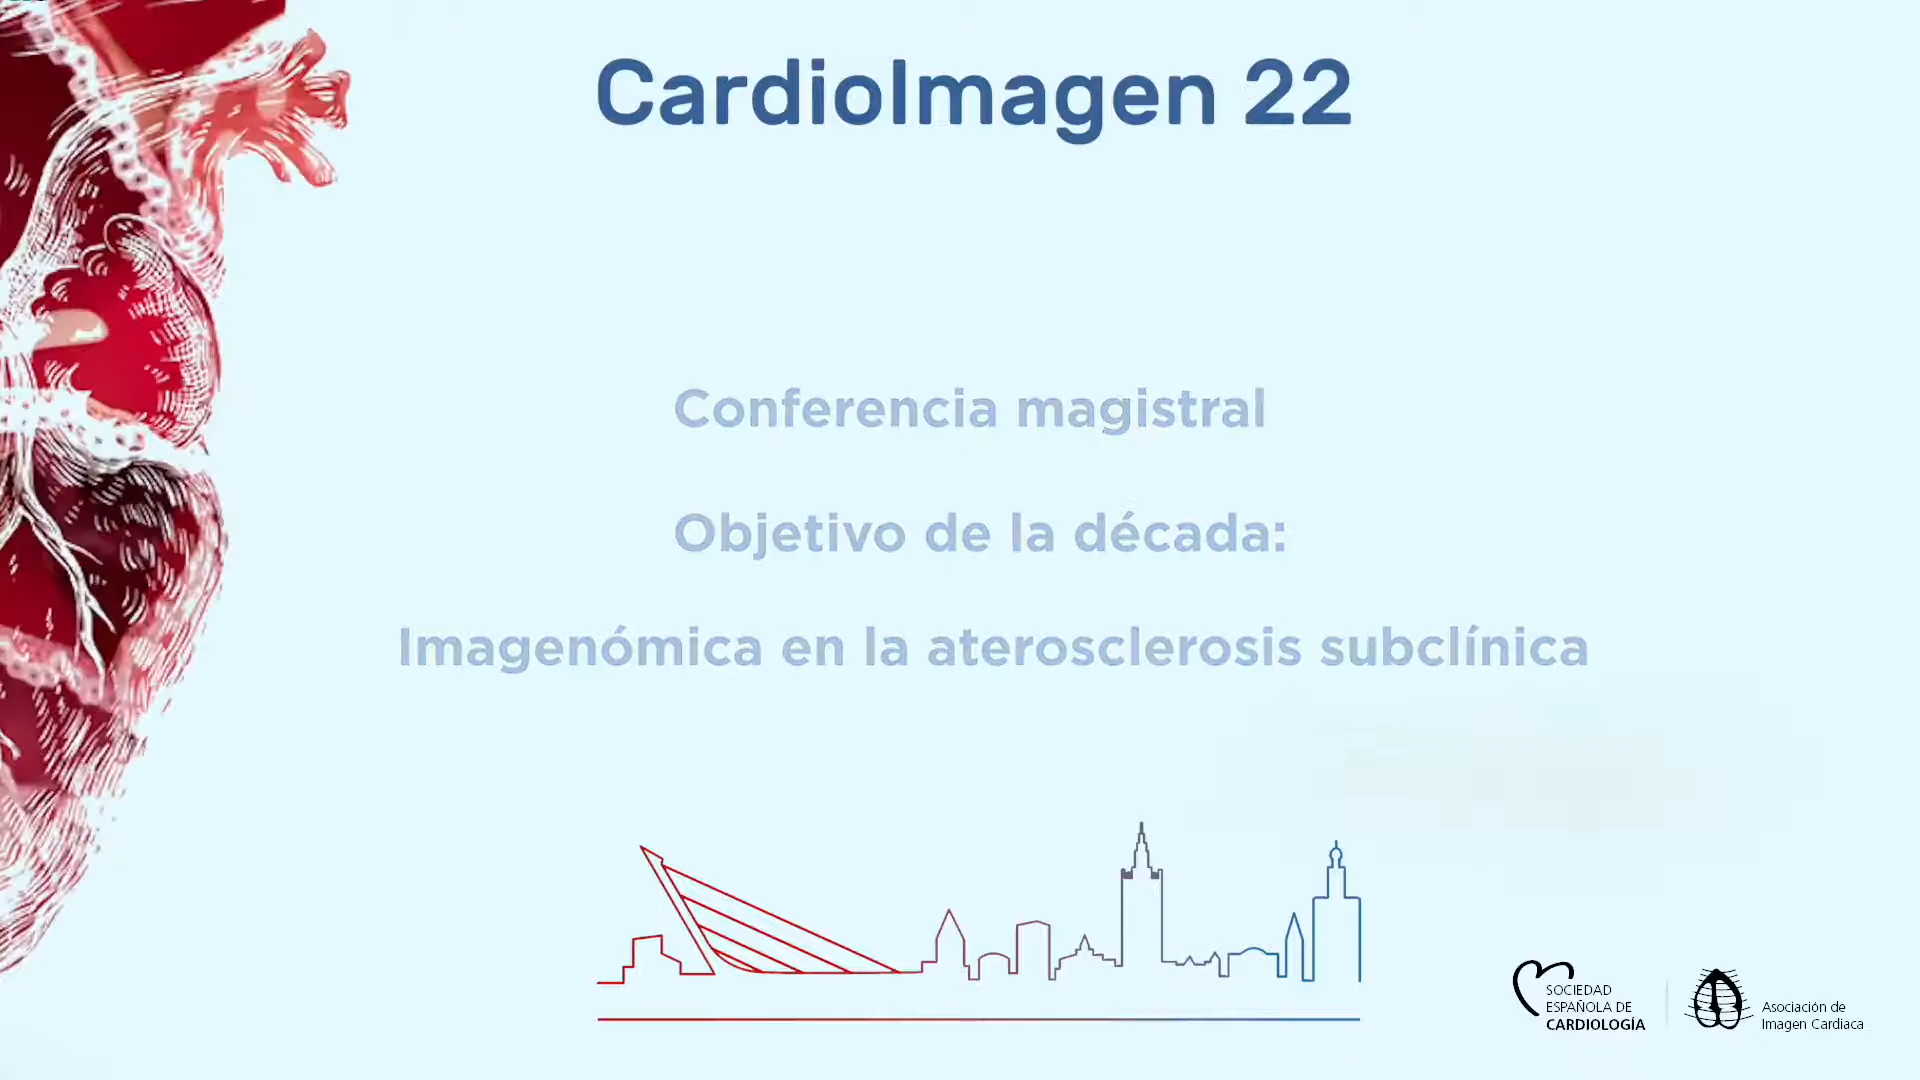 CardioImagen 22
Conferencia magistral
Objetivo de la década:
Imagenómica en la aterosclerosis subclínica
SOCIEDAD
ESPAÑOLA DE
CARDIOLOGÍA
Asociación de
Imagen Cardiaca